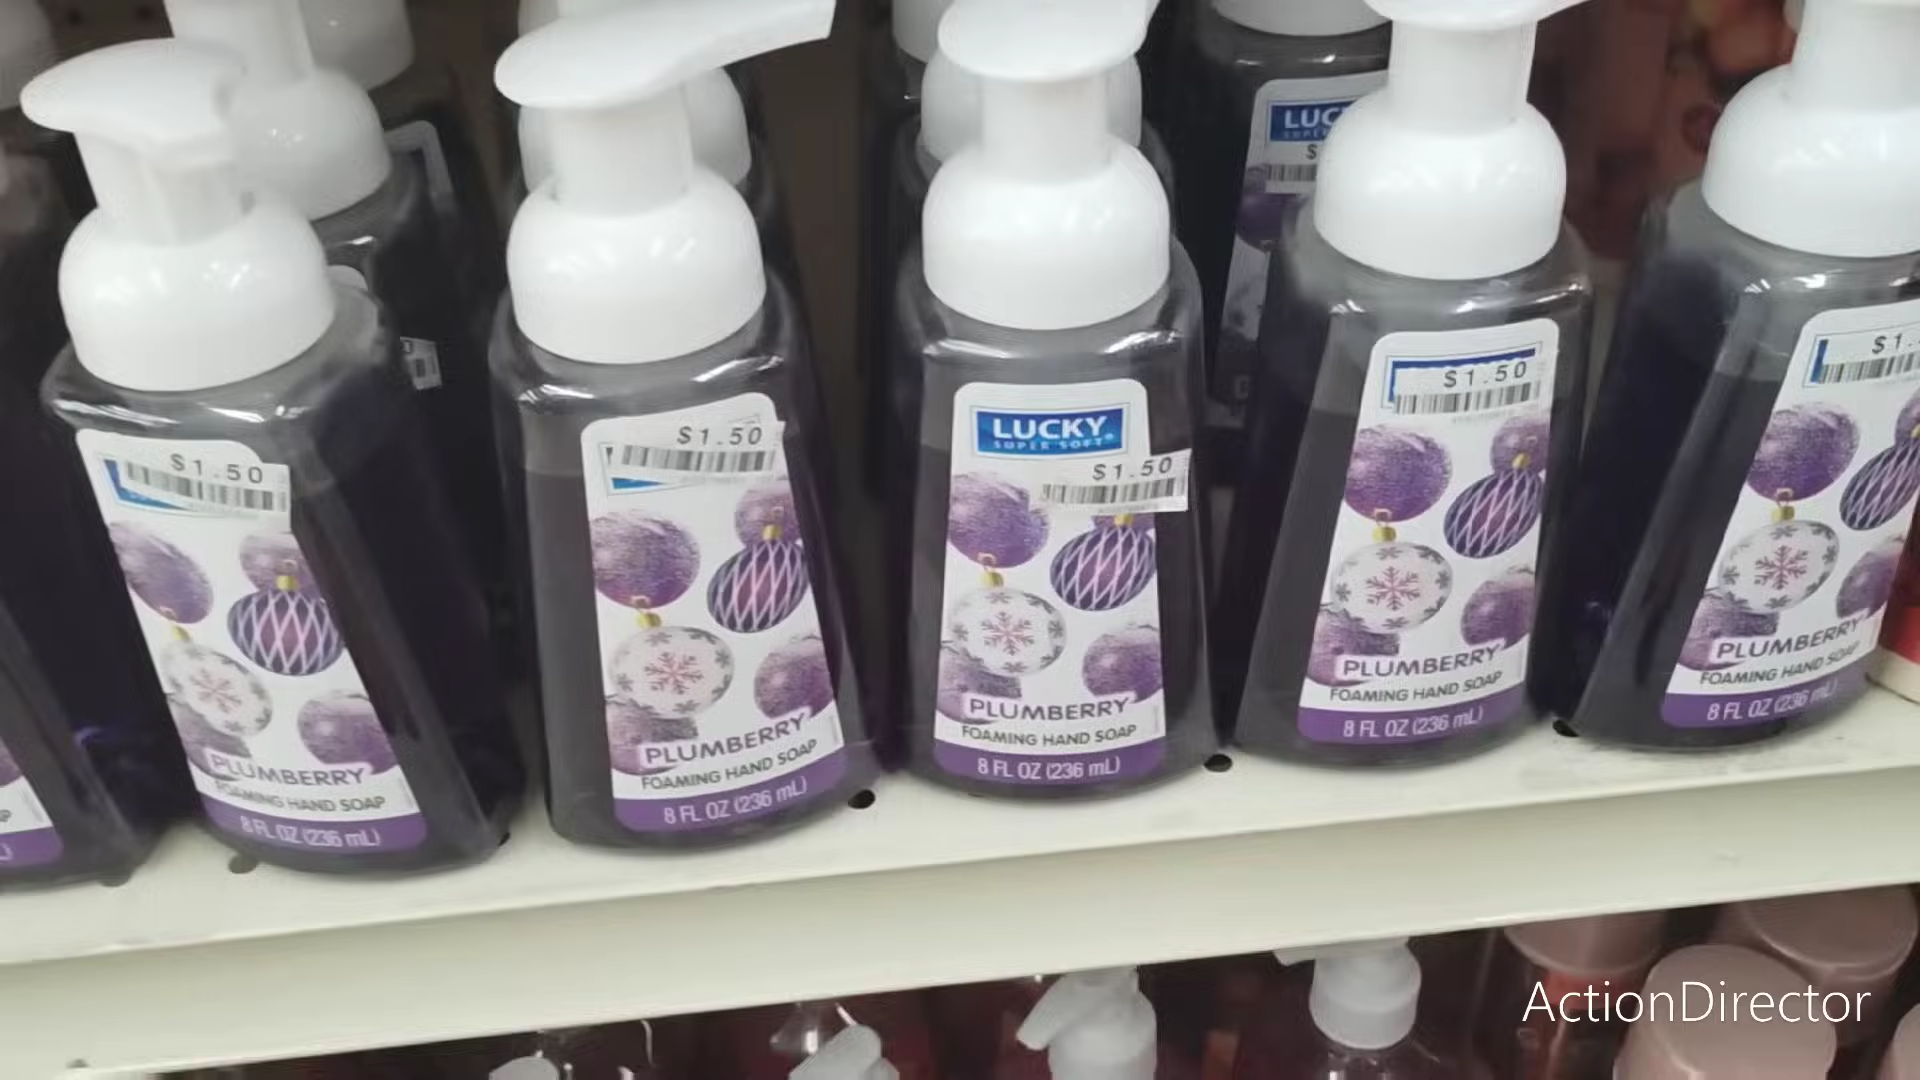 LUC
SUPER
$
$1.50
PLUMBERRY
FOAMING HAND SOAP
8 FL OZ (236 mL)
$1.50
PLUMBERRY
FOAMING HAND SOAP
8 FL OZ (236 mL)
LUCKY
SUPER SOFT®
$1.50
PLUMBERRY
FOAMING HAND SOAP
8 FL OZ (236 mL)
$1.50
PLUMBERRY
FOAMING HAND SOAP
8 FL OZ (236 mL)
$1.
PLUMBERRY
FOAMING HAND SOAP
8 FL OZ (236 mL)
ActionDirector